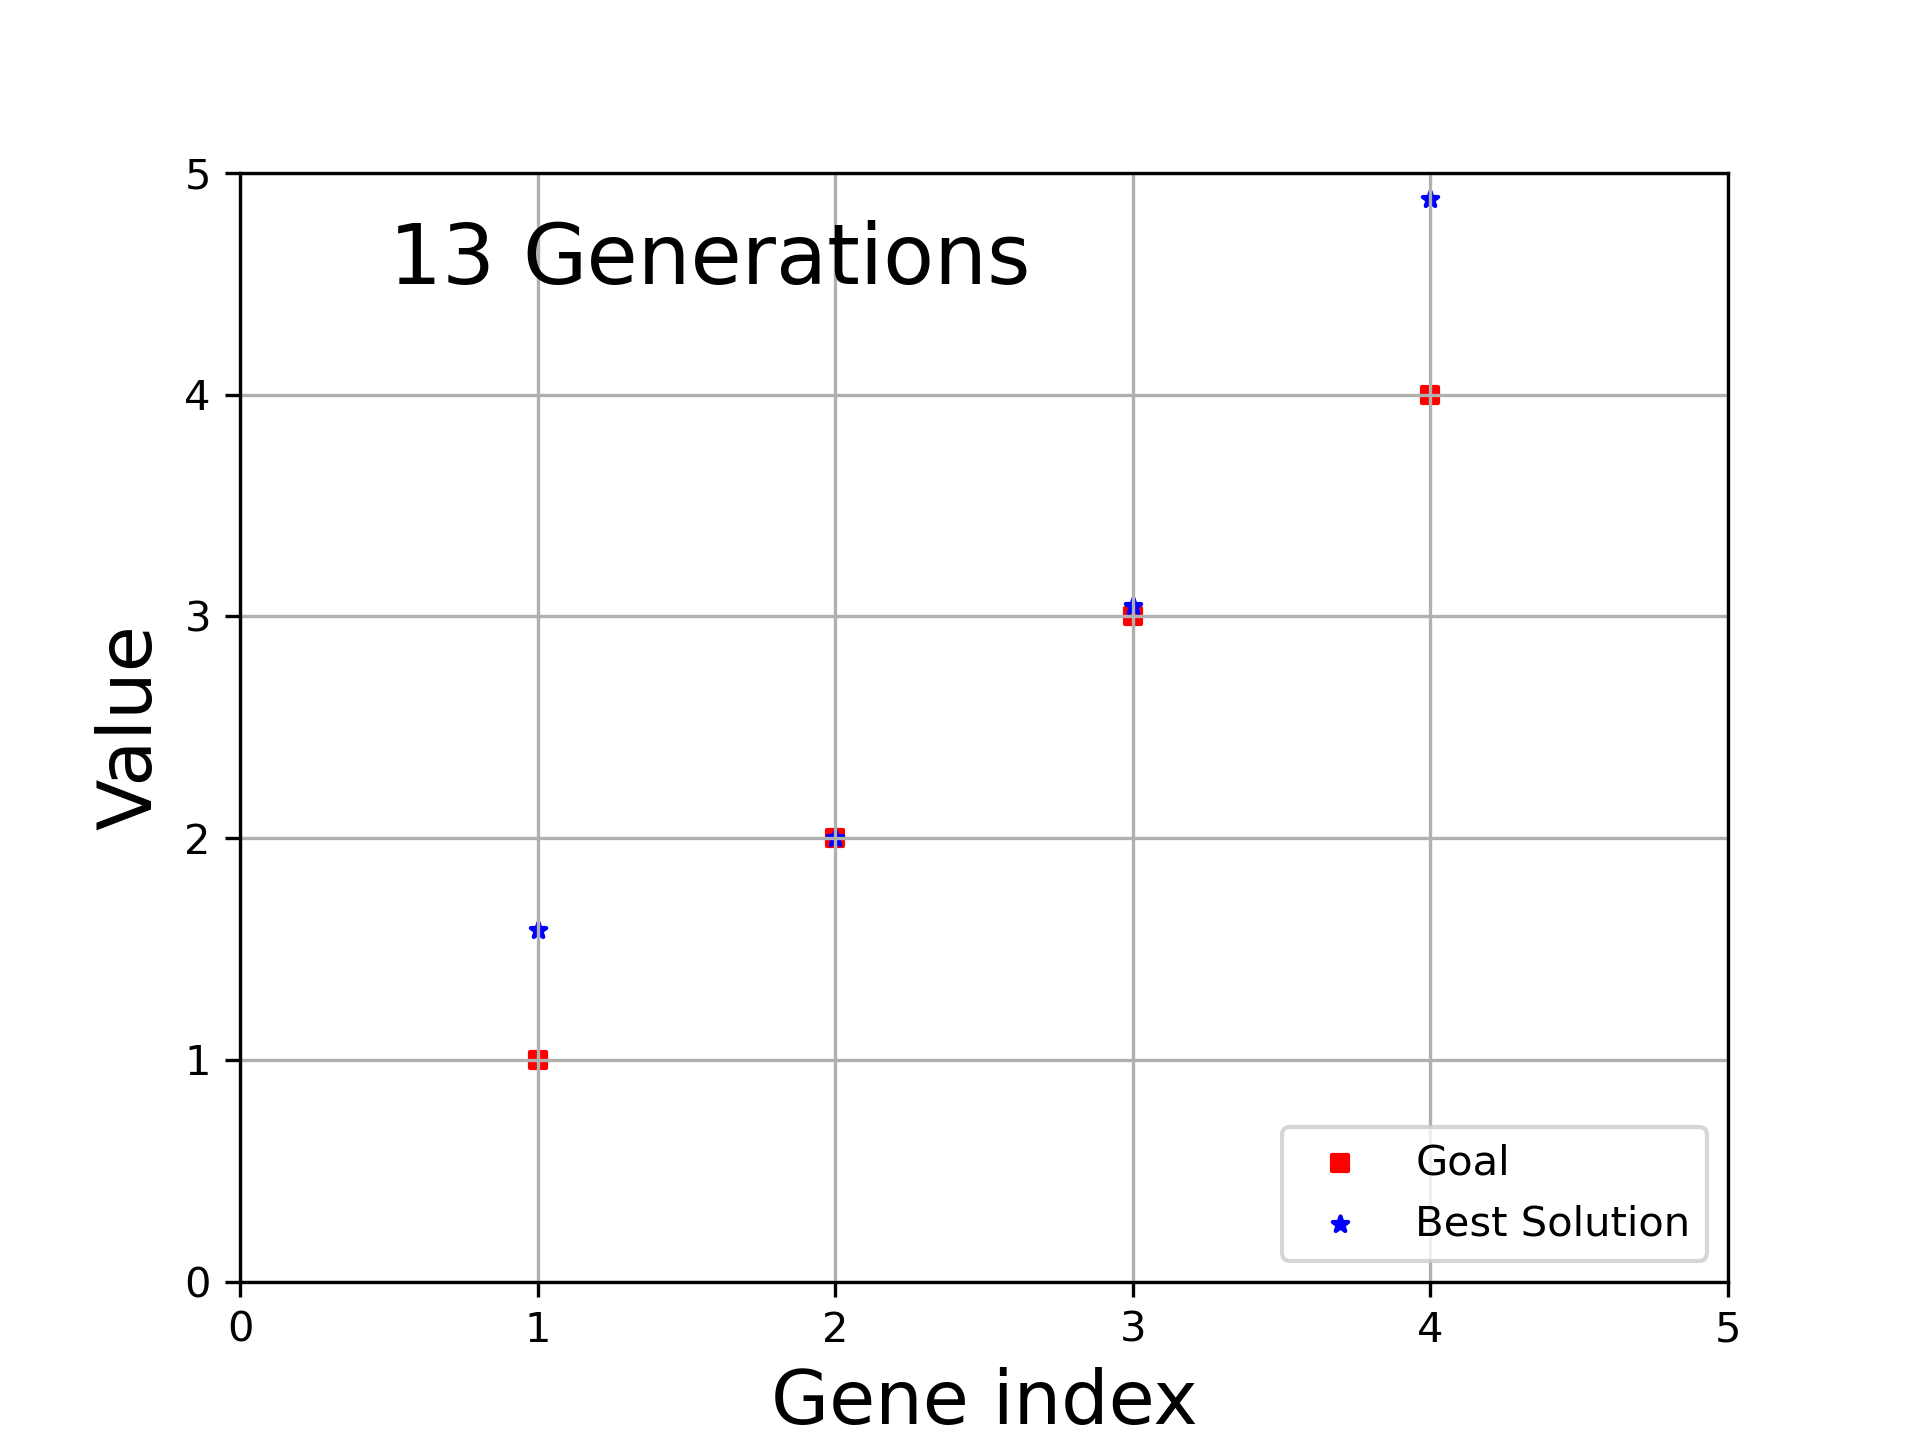 13 Generations
5
4
3
2
1
0
Value
0 1 2 3 4 5
Gene index
Goal
Best Solution